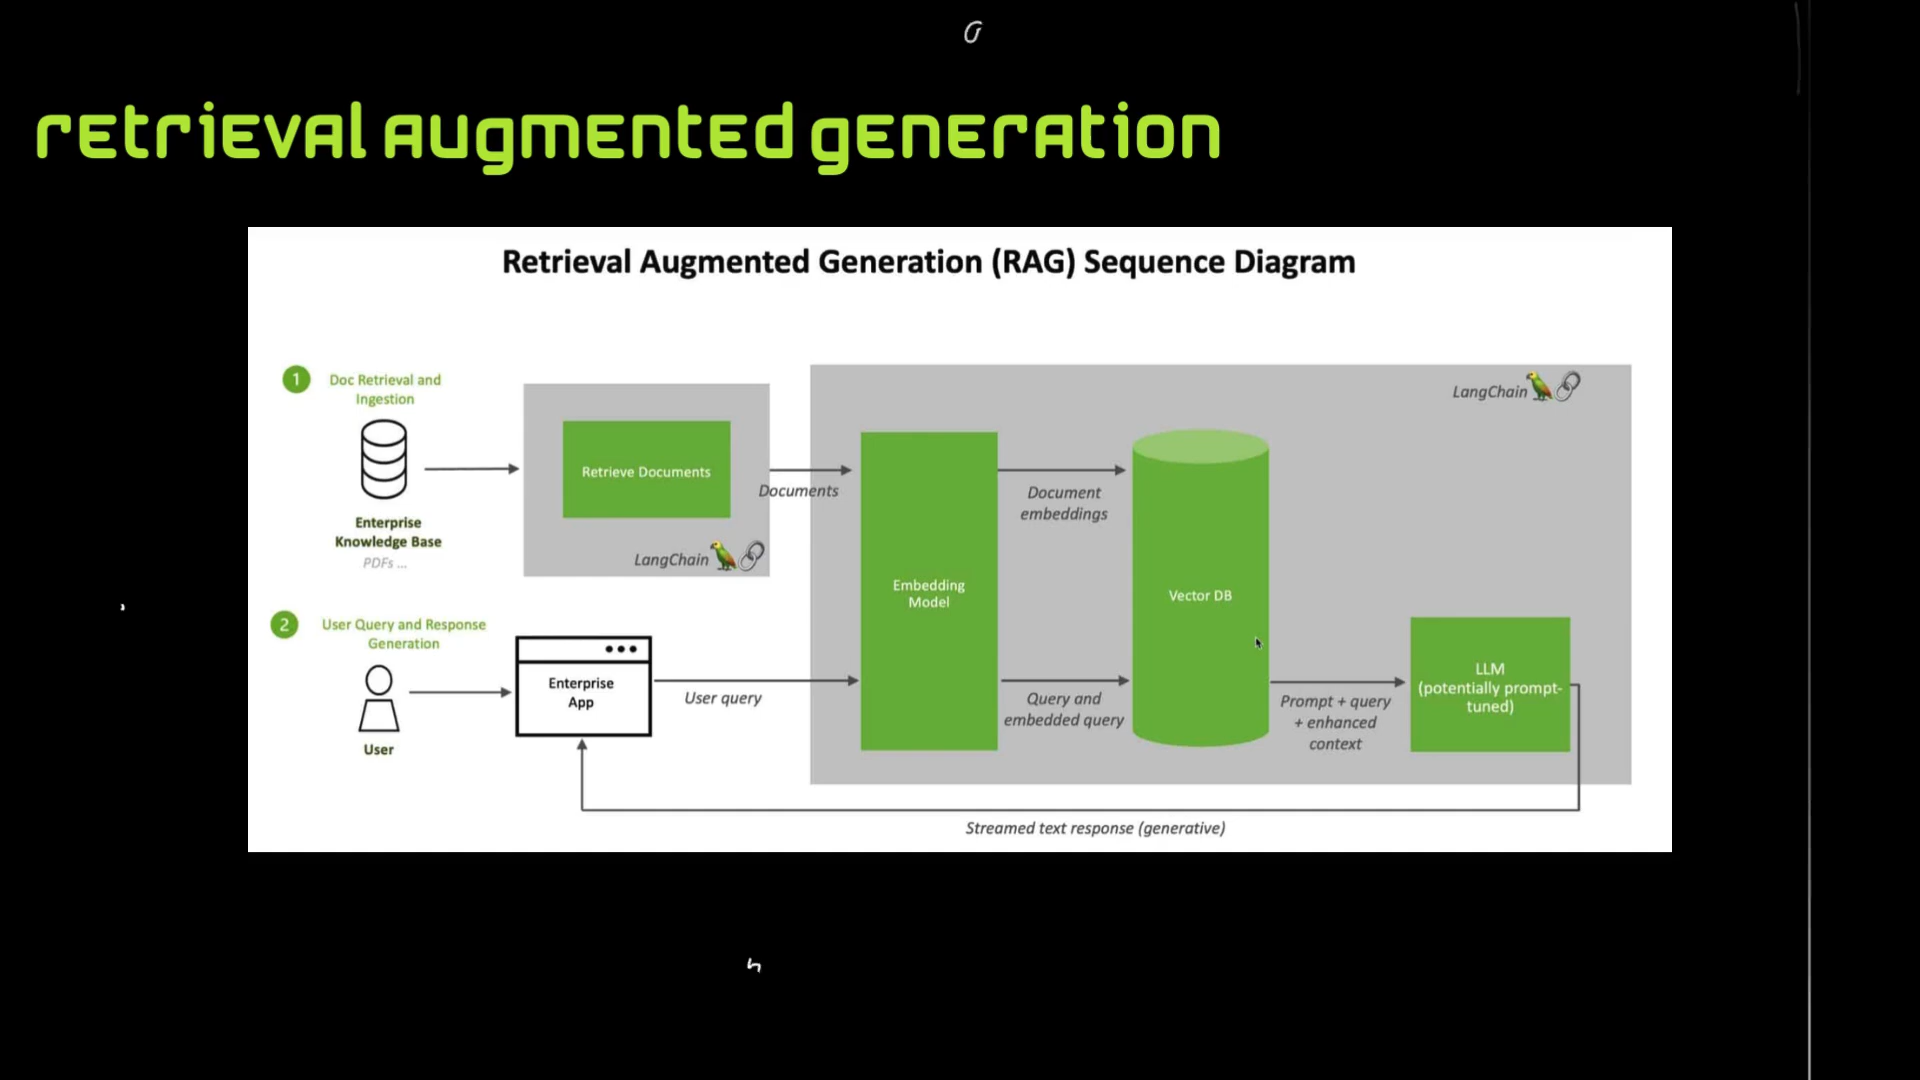 retrieval augmented generation
Retrieval Augmented Generation (RAG) Sequence Diagram
1
Doc Retrieval and
Ingestion
Enterprise
Knowledge Base
PDFs ...
Retrieve Documents
LangChain
Documents
LangChain
Embedding
Model
Document
embeddings
Vector DB
2
User Query and Response
Generation
User
Enterprise
App
User query
Query and
embedded query
Prompt + query
+ enhanced
context
LLM
(potentially prompt-
tuned)
Streamed text response (generative)